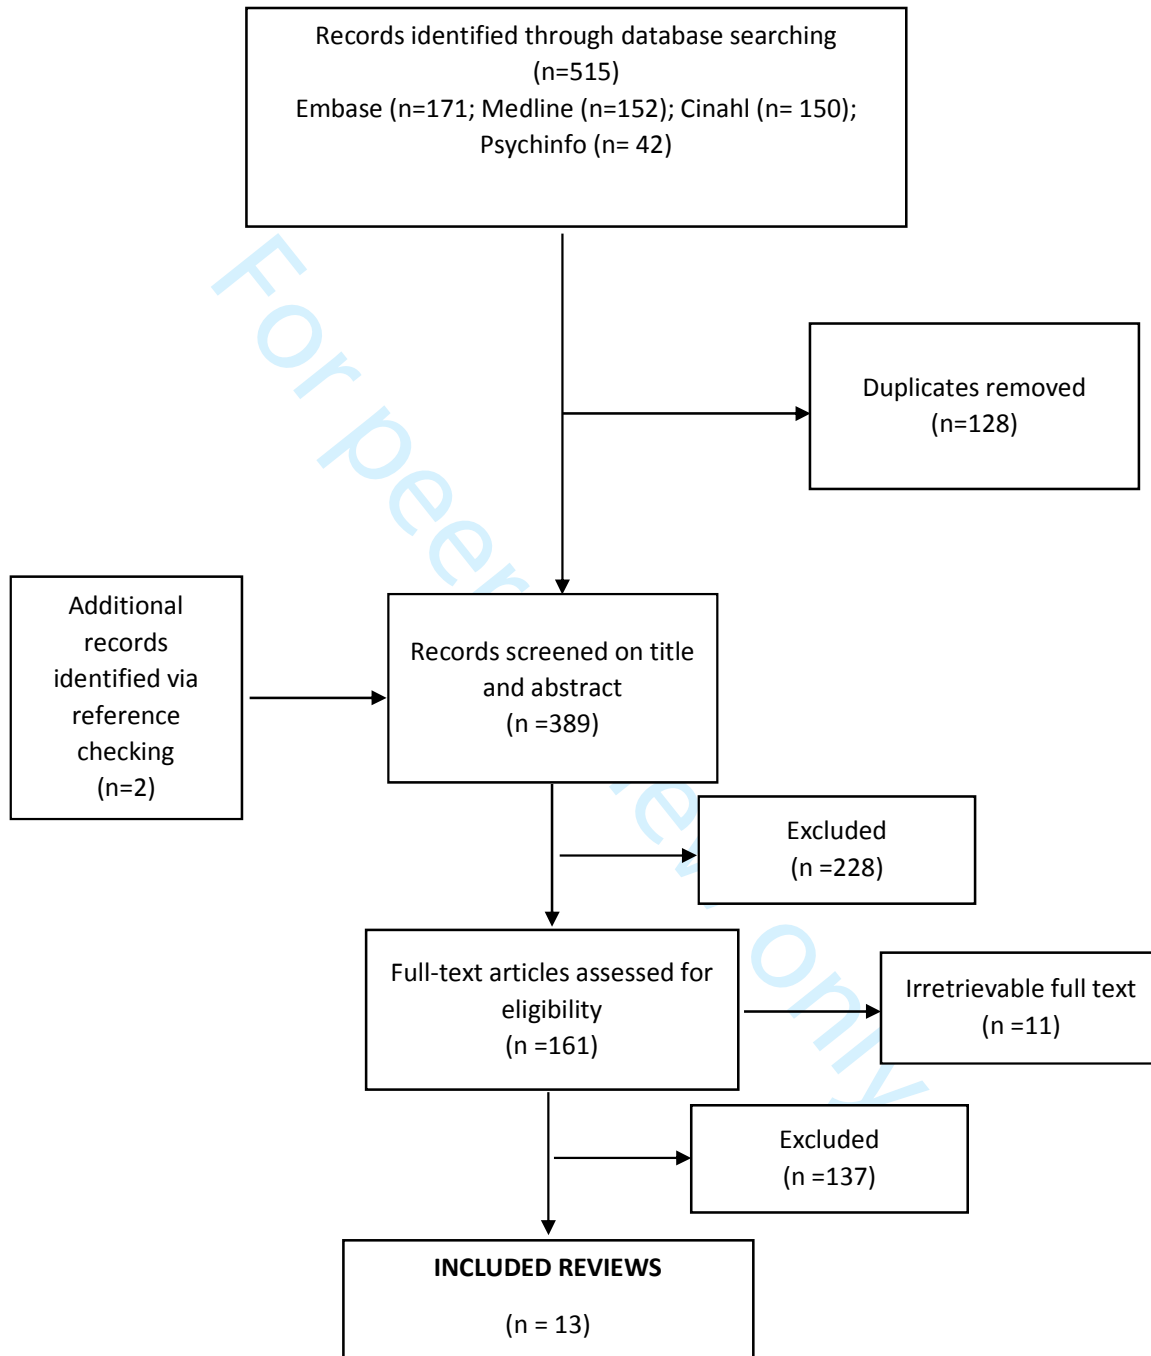 Records identified through database searching
(n=515)
Embase (n=171; Medline (n=152); Cinahl (n= 150);
Psychinfo (n= 42)
Duplicates removed
(n=128)
Additional
records
identified via
reference
checking
(n=2)
Records screened on title
and abstract
(n =389)
Excluded
(n =228)
Full-text articles assessed for
eligibility
(n =161)
Irretrievable full text
(n =11)
Excluded
(n =137)
INCLUDED REVIEWS
(n = 13)
For peer review only